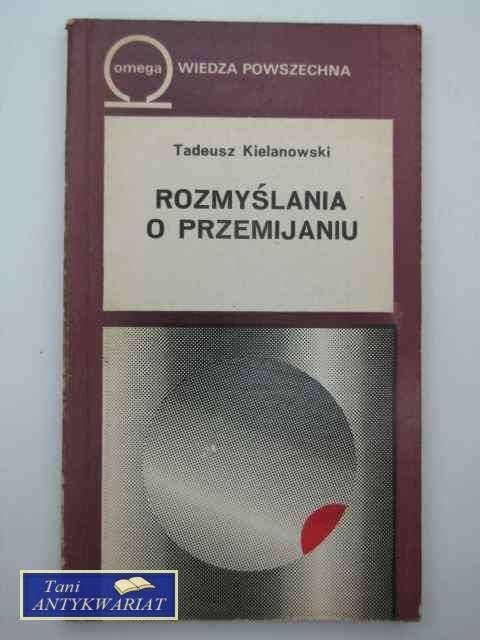 omega WIEDZA POWSZECHNA
Tadeusz Kielanowski
ROZMYŚLANIA
O PRZEMIJANIU
Tani
ANTYKWARIAT